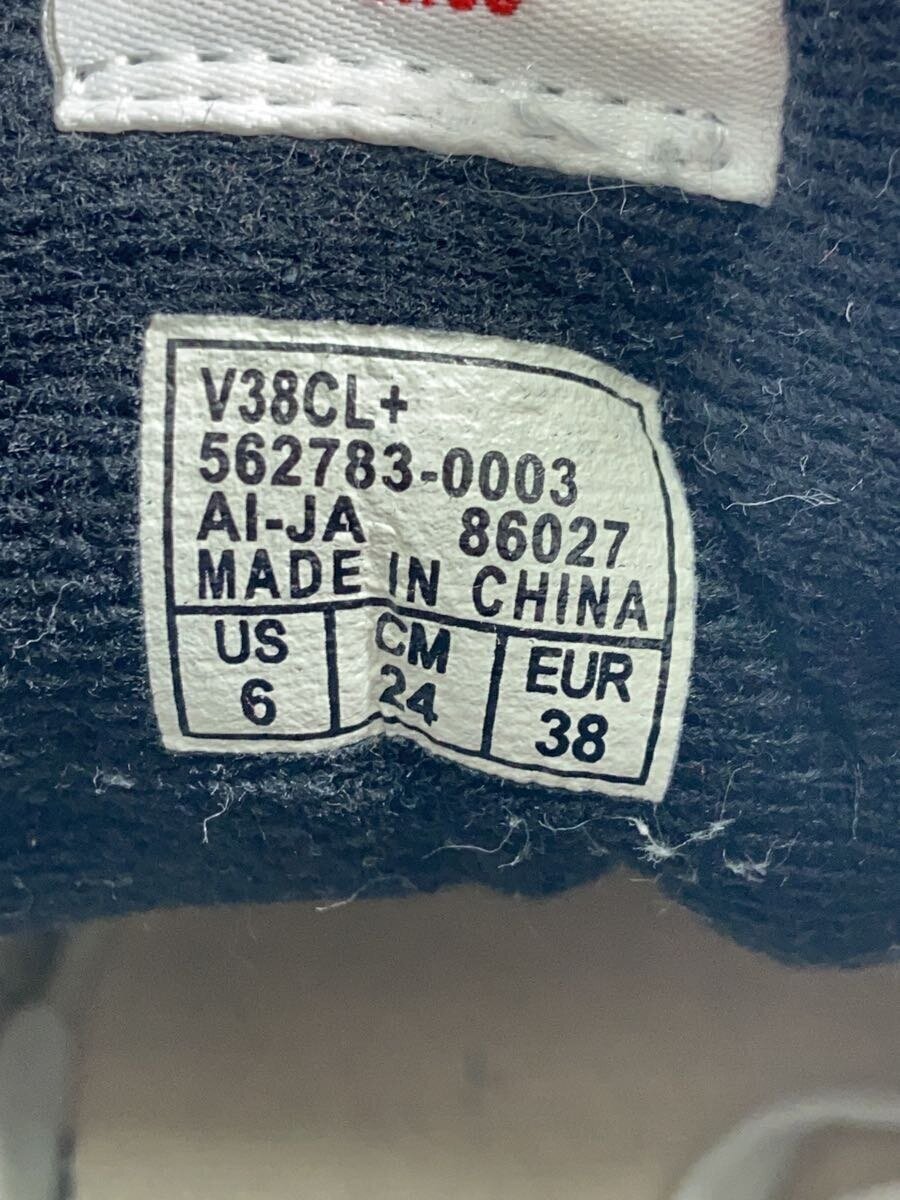 V38CL+
562783-0003
AI-JA 86027
MADE IN CHINA
US CM EUR
6 24 38